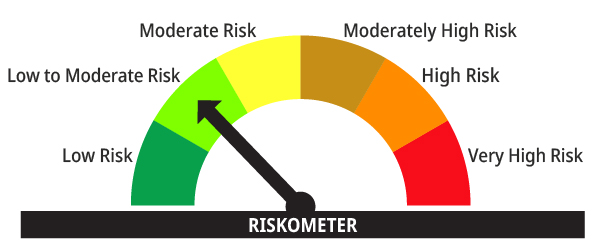 Moderate Risk
Moderately High Risk
Low to Moderate Risk
High Risk
Low Risk
Very High Risk
RISKOMETER